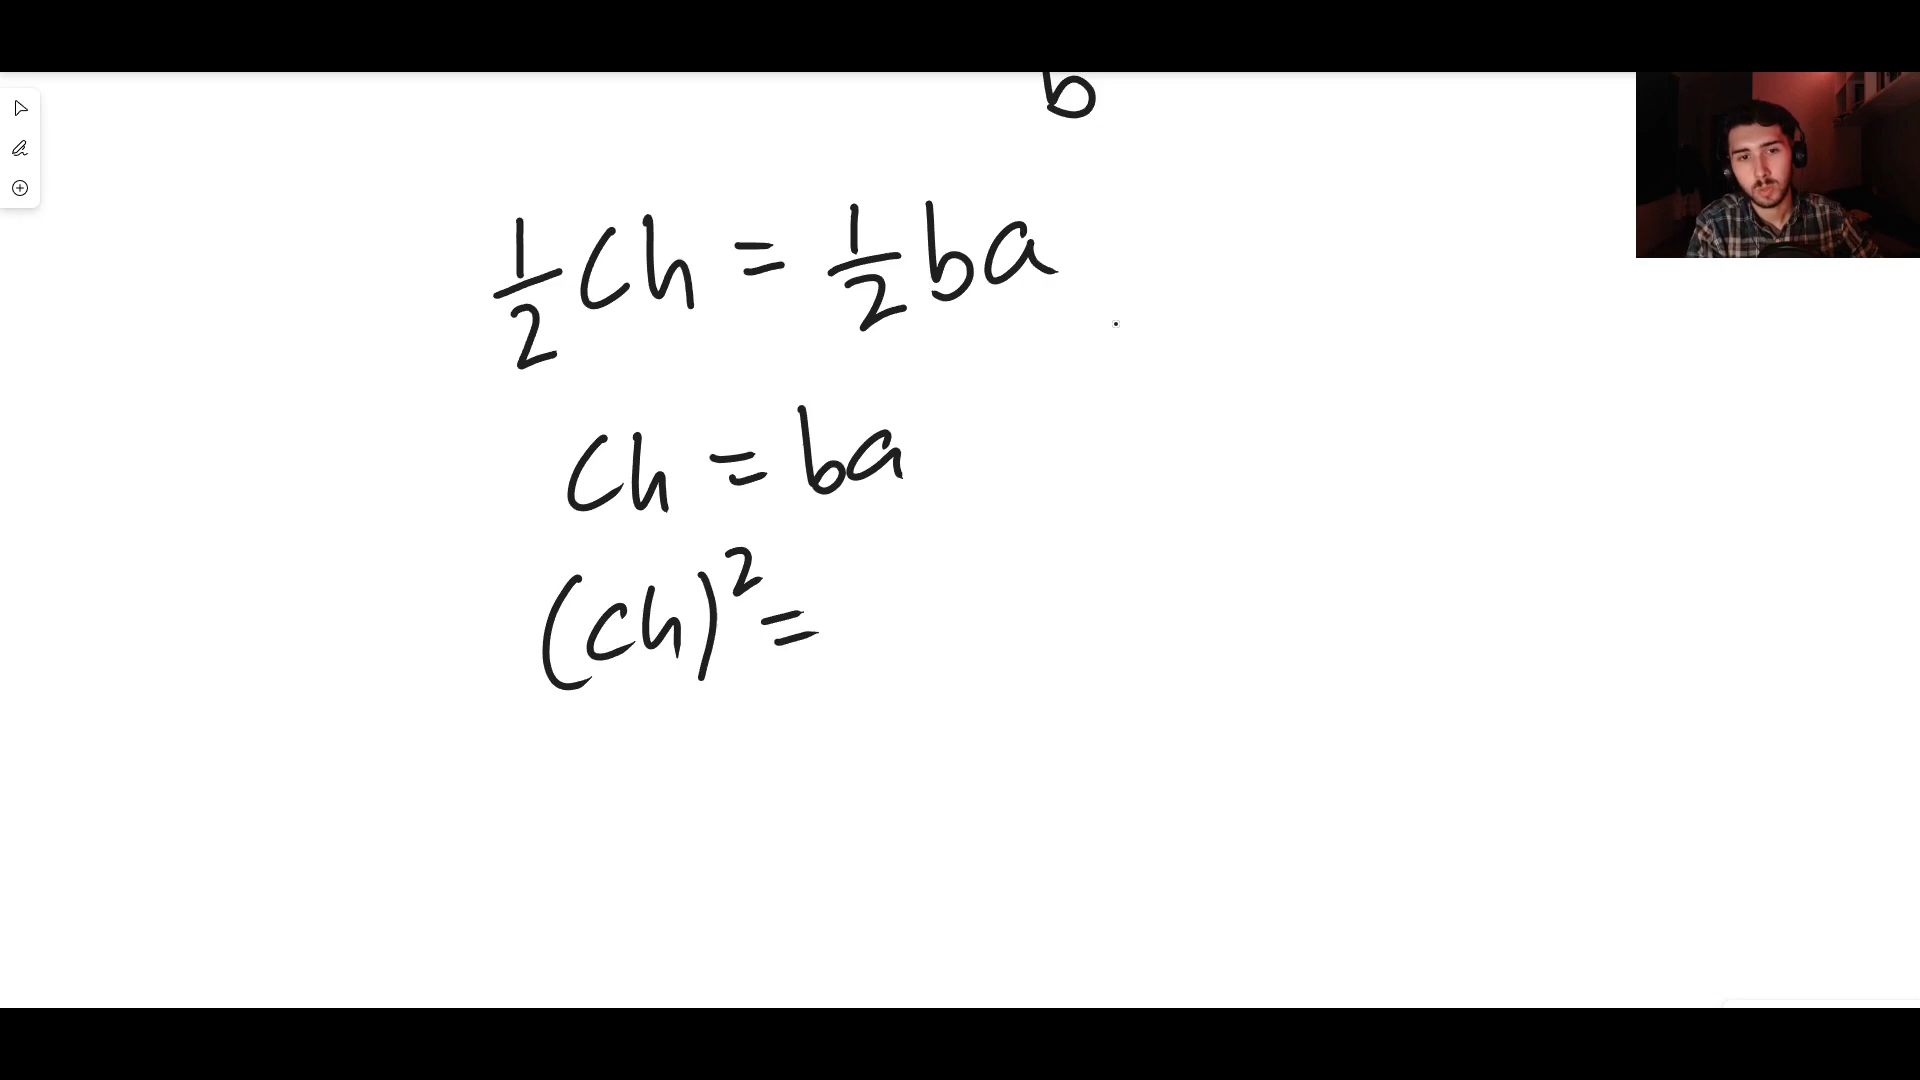 b
1/2 ch = 1/2 ba
ch = ba
(ch)² =